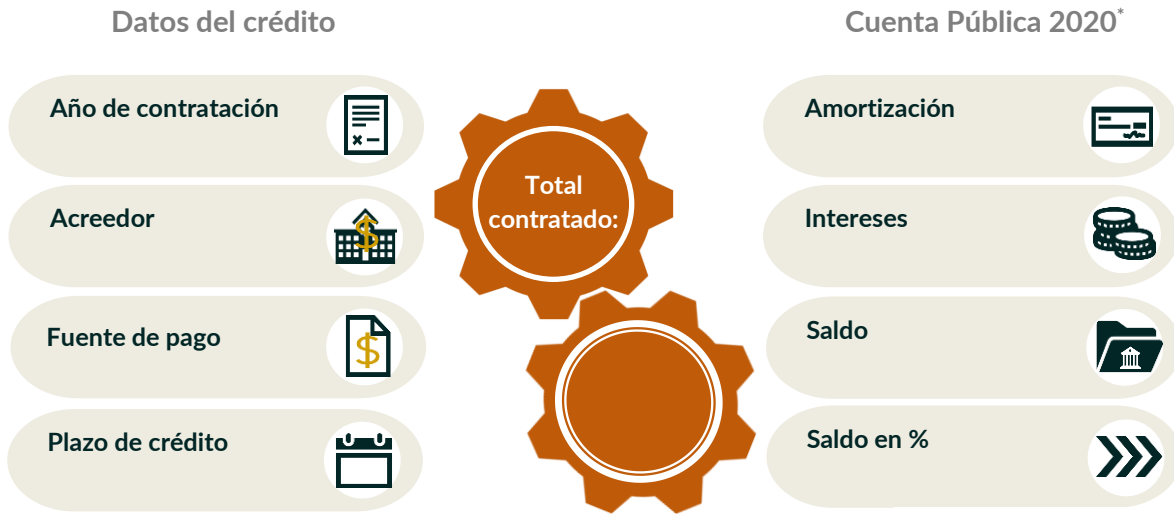 Datos del crédito
Cuenta Pública 2020*
Año de contratación
Acreedor
Fuente de pago
Plazo de crédito
Total
contratado:
Amortización
Intereses
Saldo
Saldo en %